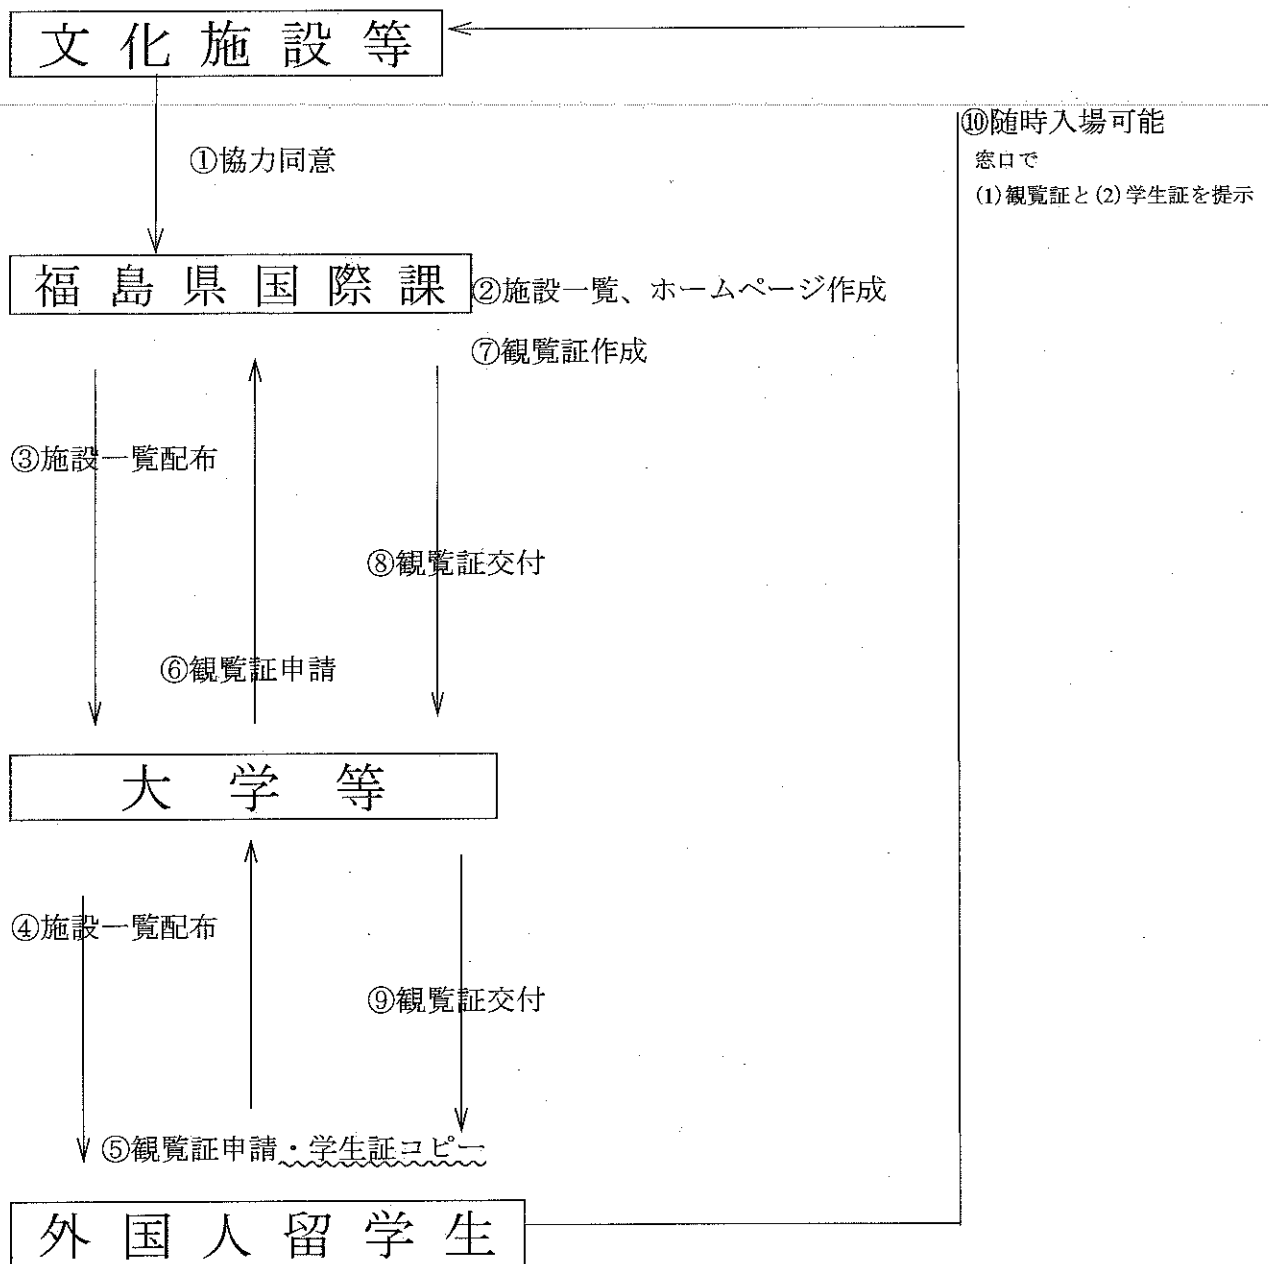 文化施設等
①協力同意
⑩随時入場可能
窓口で
(1)観覧証と(2)学生証を提示
福島県国際課
②施設一覧、ホームページ作成
⑦観覧証作成
③施設一覧配布
⑧観覧証交付
⑥観覧証申請
大学等
④施設一覧配布
⑨観覧証交付
⑤観覧証申請・学生証コピー
外国人留学生